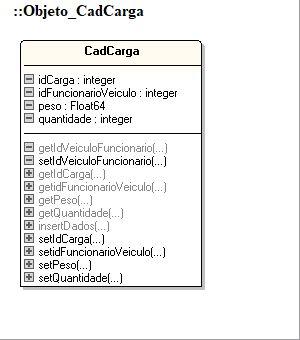 ::Objeto_CadCarga
CadCarga
idCarga : integer
idFuncionarioVeiculo : integer
peso : Float64
quantidade : integer
getIdVeiculoFuncionario(...)
setIdVeiculoFuncionario(...)
getIdCarga(...)
getidFuncionarioVeiculo(...)
getPeso(...)
getQuantidade(...)
insertDados(...)
setIdCarga(...)
setidFuncionarioVeiculo(...)
setPeso(...)
setQuantidade(...)